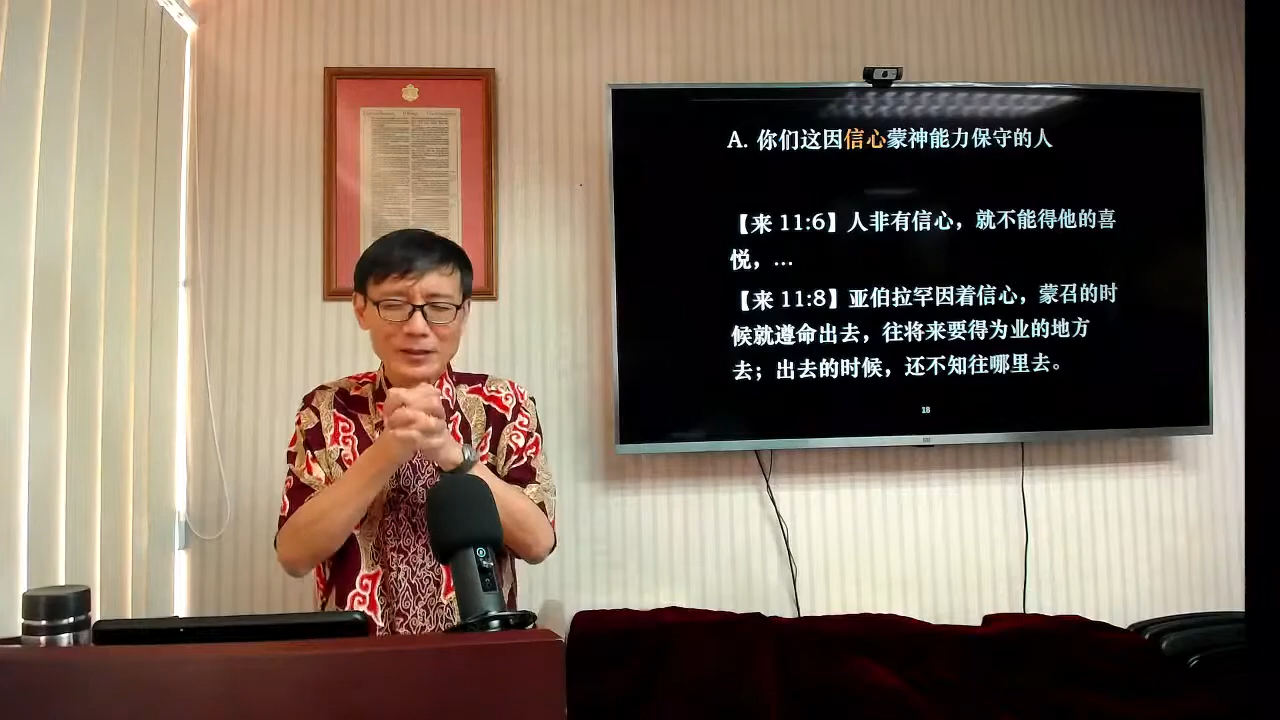 A. 你们这因信心蒙神能力保守的人
【来 11:6】人非有信心，就不能得他的喜
悦，...
【来 11:8】亚伯拉罕因着信心，蒙召的时
候就遵命出去，往将来要得为业的地方
去；出去的时候，还不知往哪里去。
18